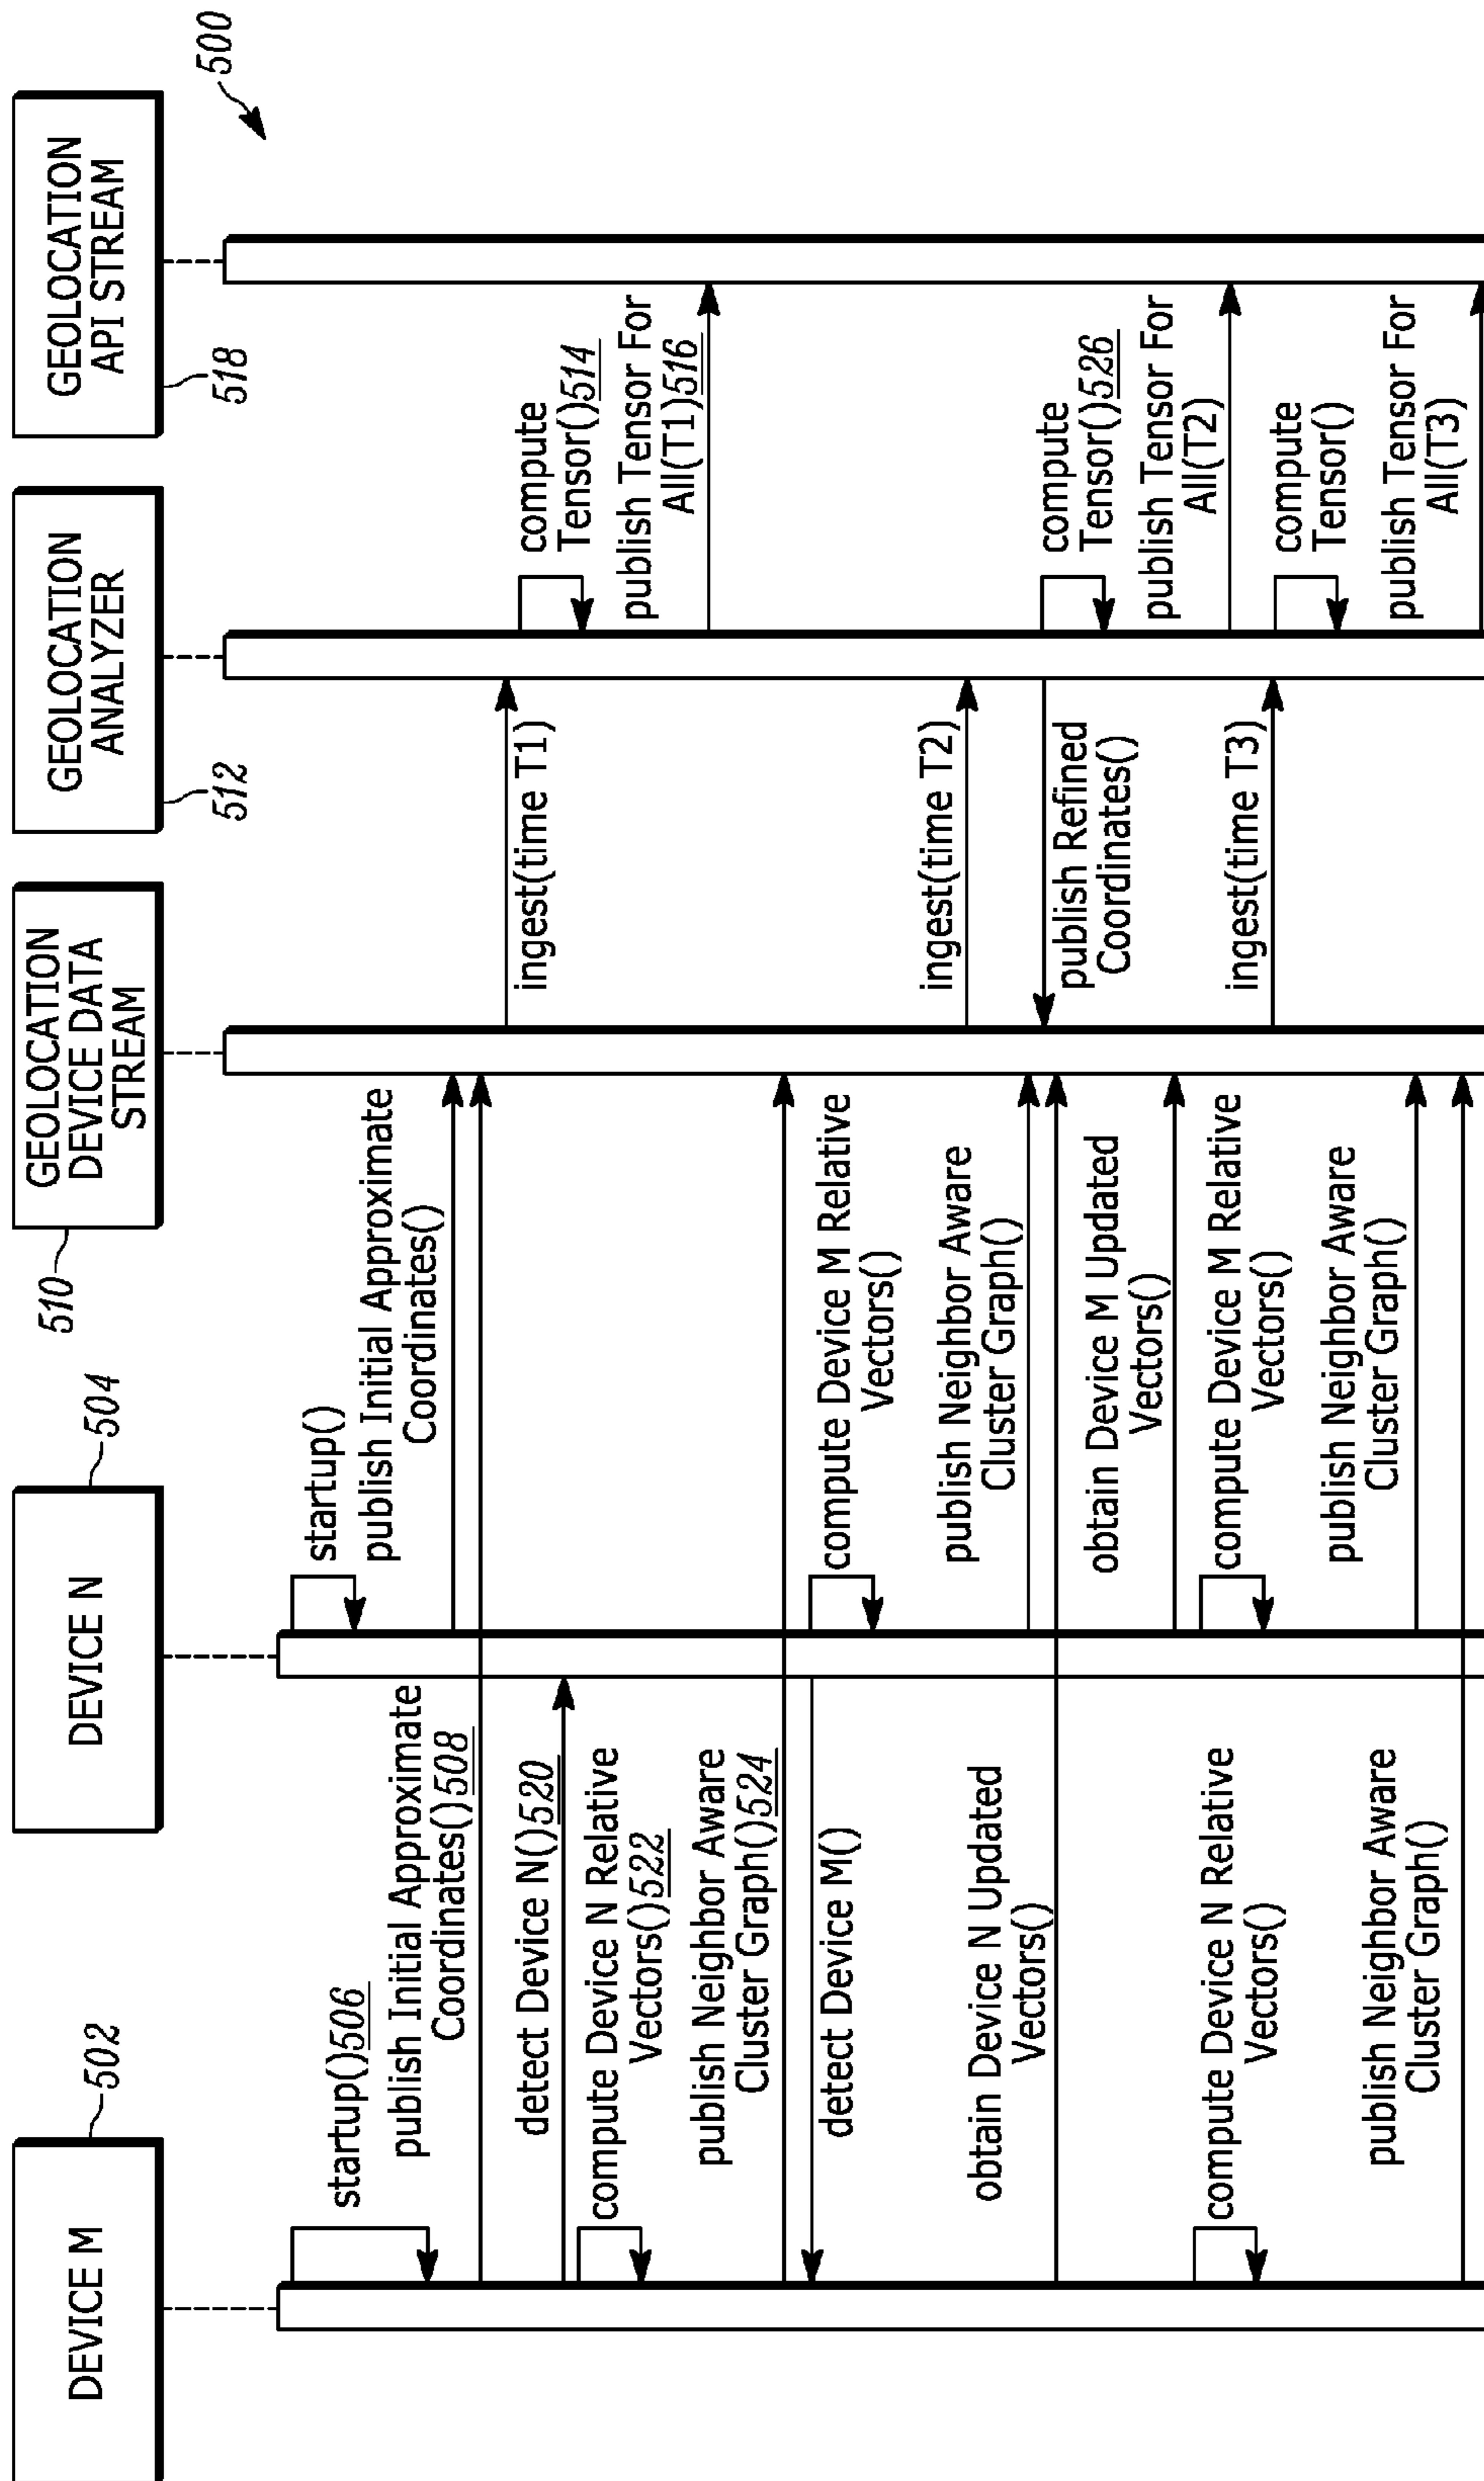 DEVICE M
502
DEVICE N
504
GEOLOCATION
DEVICE DATA
STREAM
510
GEOLOCATION
ANALYZER
512
GEOLOCATION
API STREAM
518
500
startup()506
startup()
publish Initial Approximate
Coordinates()508
publish Initial Approximate
Coordinates()
ingest(time T1)
compute
Tensor()514
detect Device N()520
compute Device N Relative
Vectors()522
publish Tensor For
All(T1)516
publish Neighbor Aware
Cluster Graph()524
detect Device M()
compute Device M Relative
Vectors()
publish Neighbor Aware
Cluster Graph()
ingest(time T2)
obtain Device N Updated
Vectors()
publish Refined
Coordinates()
compute
Tensor()526
obtain Device M Updated
Vectors()
publish Tensor For
All(T2)
compute Device N Relative
Vectors()
compute Device M Relative
Vectors()
ingest(time T3)
compute
Tensor()
publish Neighbor Aware
Cluster Graph()
publish Neighbor Aware
Cluster Graph()
publish Tensor For
All(T3)